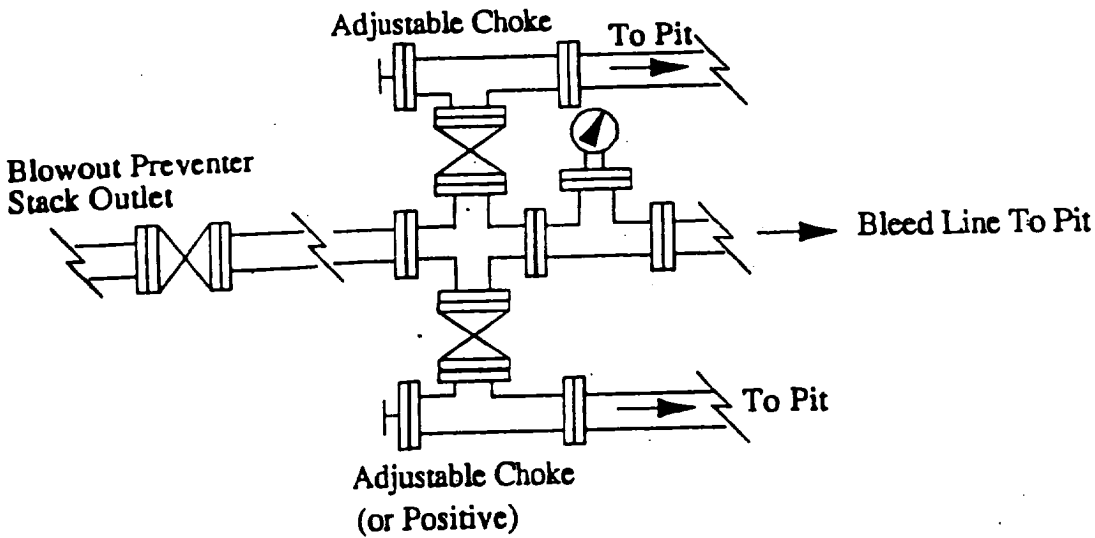 Adjustable Choke
To Pit
Blowout Preventer
Stack Outlet
Bleed Line To Pit
To Pit
Adjustable Choke
(or Positive)